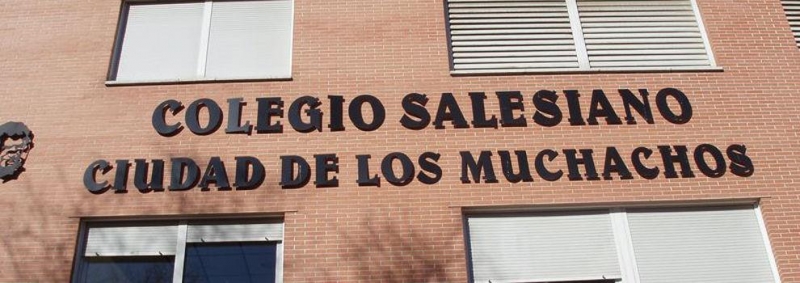 COLEGIO SALESIANO
CIUDAD DE LOS MUCHACHOS